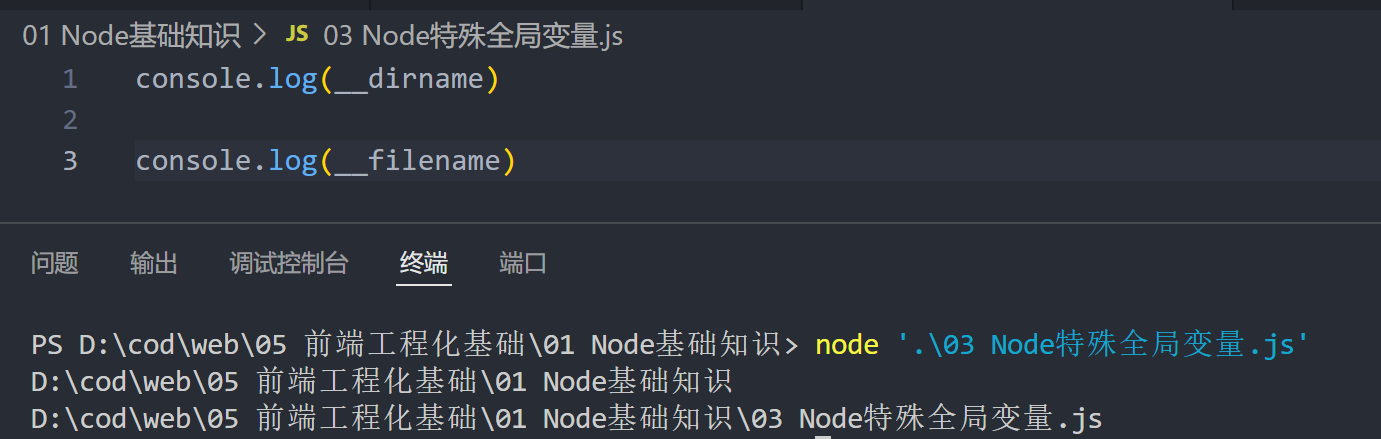 01 Node基础知识 > JS 03 Node特殊全局变量.js
1 console.log(__dirname)
2
3 console.log(__filename)
问题 输出 调试控制台 终端 端口
PS D:\cod\web\05 前端工程化基础\01 Node基础知识> node '.\03 Node特殊全局变量.js'
D:\cod\web\05 前端工程化基础\01 Node基础知识
D:\cod\web\05 前端工程化基础\01 Node基础知识\03 Node特殊全局变量.js